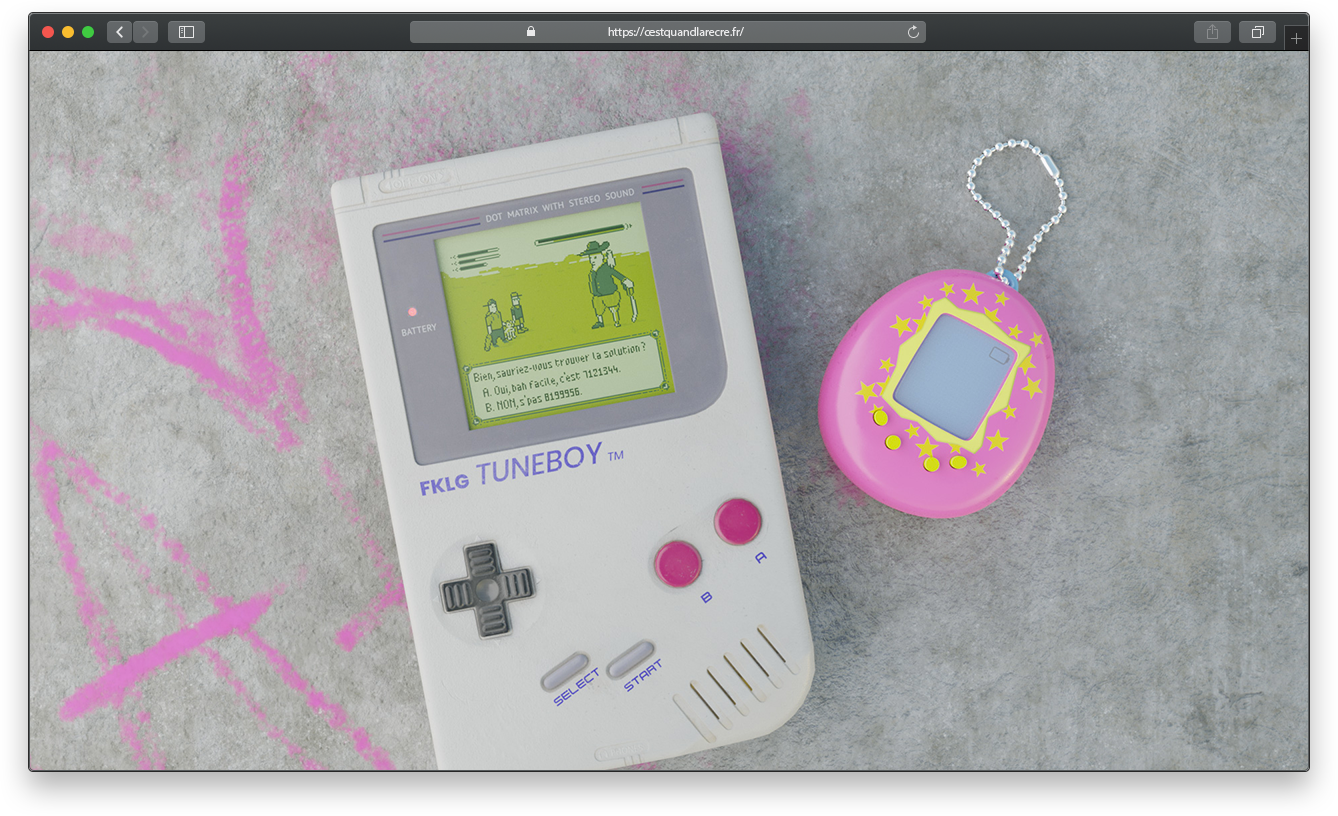 https://œstquandlarecre.fr/
DOT MATRIX WITH STEREO SOUND
BATTERY
Bien, sauriez-vous trouver la solution ?
A. Oui, bah facile, c'est 7121344.
B. NON, s'pas 8199956.
FKLG TUNEBOY TM
A
B
SELECT
START